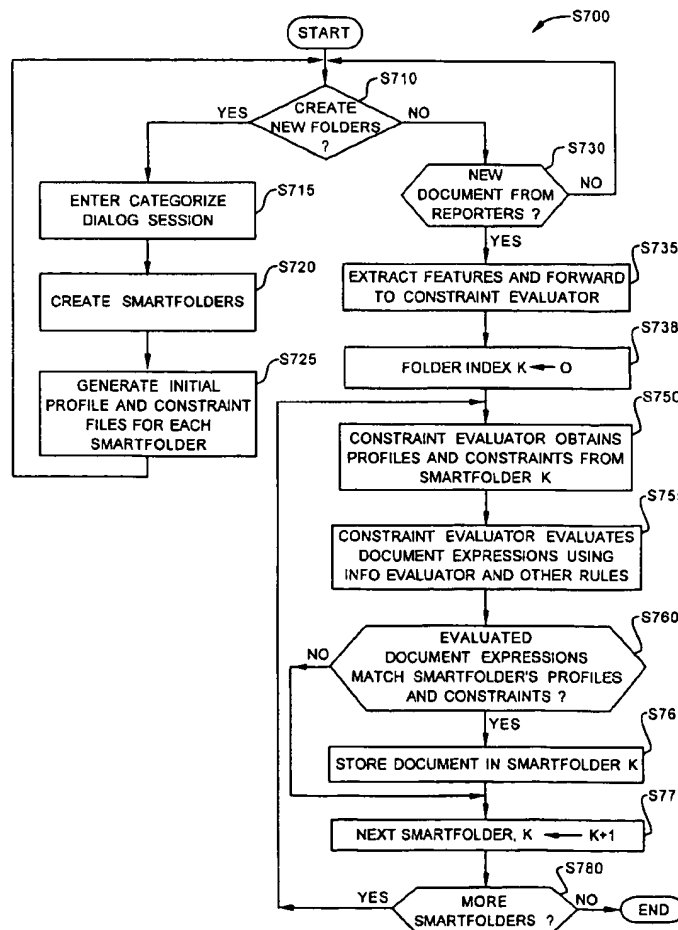 S700
START
S710
CREATE
NEW FOLDERS
?
YES
NO
S715
ENTER CATEGORIZE
DIALOG SESSION
S720
CREATE SMARTFOLDERS
S725
GENERATE INITIAL
PROFILE AND CONSTRAINT
FILES FOR EACH
SMARTFOLDER
S730
NEW
DOCUMENT FROM
REPORTERS ?
NO
YES
S735
EXTRACT FEATURES AND FORWARD
TO CONSTRAINT EVALUATOR
S738
FOLDER INDEX K ← O
S750
CONSTRAINT EVALUATOR OBTAINS
PROFILES AND CONSTRAINTS FROM
SMARTFOLDER K
S75
CONSTRAINT EVALUATOR EVALUATES
DOCUMENT EXPRESSIONS USING
INFO EVALUATOR AND OTHER RULES
S760
EVALUATED
DOCUMENT EXPRESSIONS
MATCH SMARTFOLDER'S PROFILES
AND CONSTRAINTS ?
NO
YES
S76
STORE DOCUMENT IN SMARTFOLDER K
S77
NEXT SMARTFOLDER, K ← K+1
S780
MORE
SMARTFOLDERS ?
YES
NO
END